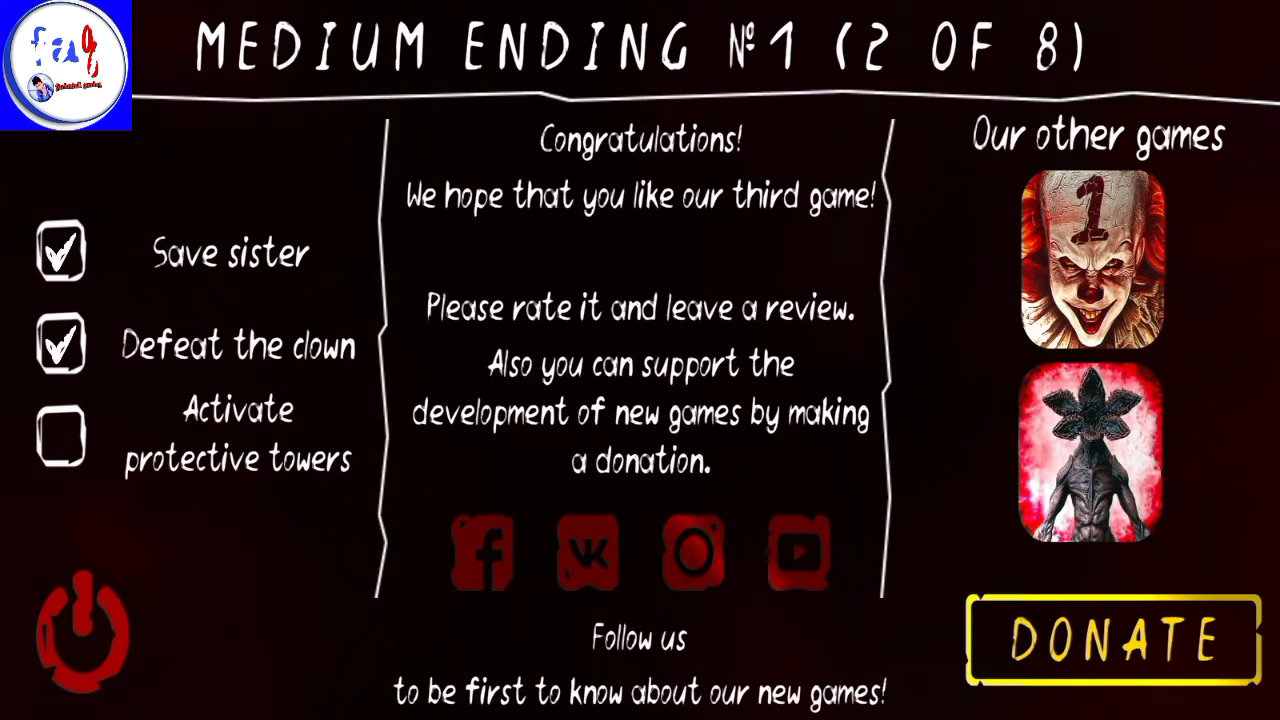 MEDIUM ENDING №1 (2 OF 8)
faq
Save sister
Defeat the clown
Activate
protective towers
Congratulations!
We hope that you like our third game!
Please rate it and leave a review.
Also you can support the
development of new games by making
a donation.
Follow us
to be first to know about our new games!
Our other games
1
DONATE